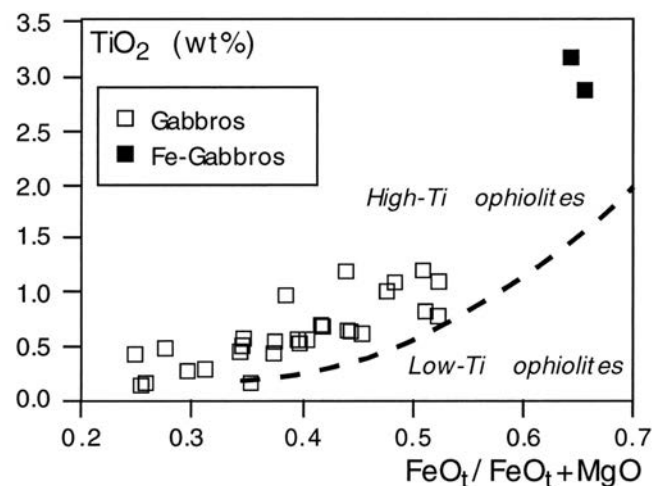 3.5
TiO2 (wt%)
3.0
Gabbros
2.5
Fe-Gabbros
2.0
High-Ti ophiolites
1.5
1.0
0.5
Low-Ti ophiolites
0.0
0.2 0.3 0.4 0.5 0.6 0.7
FeOt/FeOt+MgO